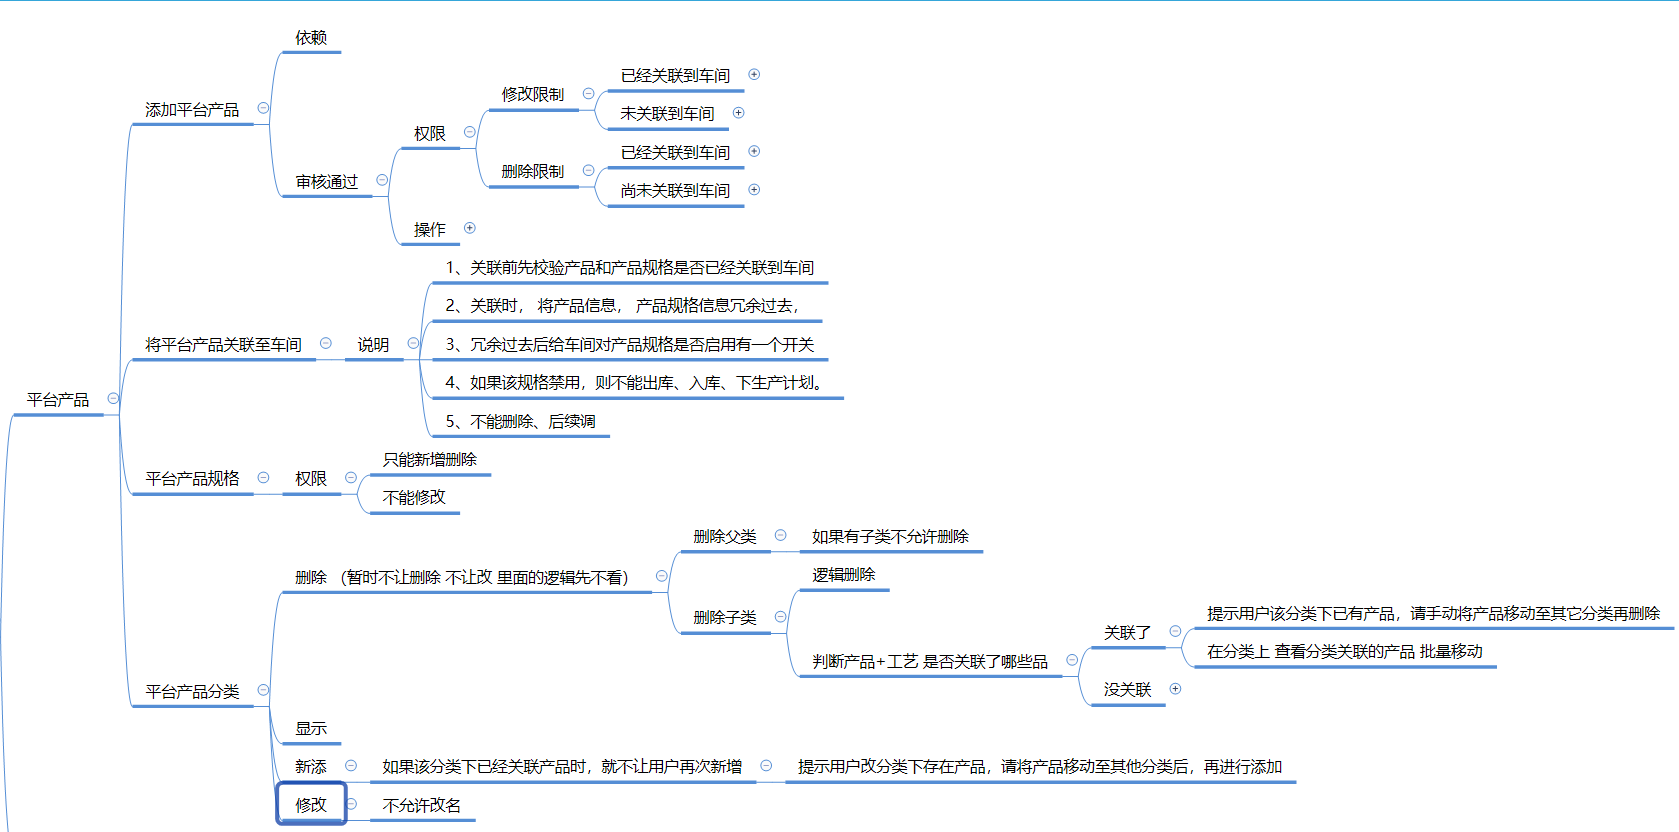 依赖
已经关联到车间
修改限制
添加平台产品
未关联到车间
权限
已经关联到车间
删除限制
审核通过
尚未关联到车间
操作
1、关联前先校验产品和产品规格是否已经关联到车间
2、关联时， 将产品信息， 产品规格信息冗余过去，
将平台产品关联至车间
说明
3、冗余过去后给车间对产品规格是否启用有一个开关
4、如果该规格禁用，则不能出库、入库、下生产计划。
平台产品
5、不能删除、后续调
只能新增删除
平台产品规格
权限
不能修改
删除父类
如果有子类不允许删除
删除 （暂时不让删除 不让改 里面的逻辑先不看）
逻辑删除
删除子类
提示用户该分类下已有产品，请手动将产品移动至其它分类再删除
关联了
在分类上 查看分类关联的产品 批量移动
判断产品+工艺 是否关联了哪些品
平台产品分类
没关联
显示
新添
如果该分类下已经关联产品时，就不让用户再次新增
提示用户改分类下存在产品，请将产品移动至其他分类后，再进行添加
修改
不允许改名